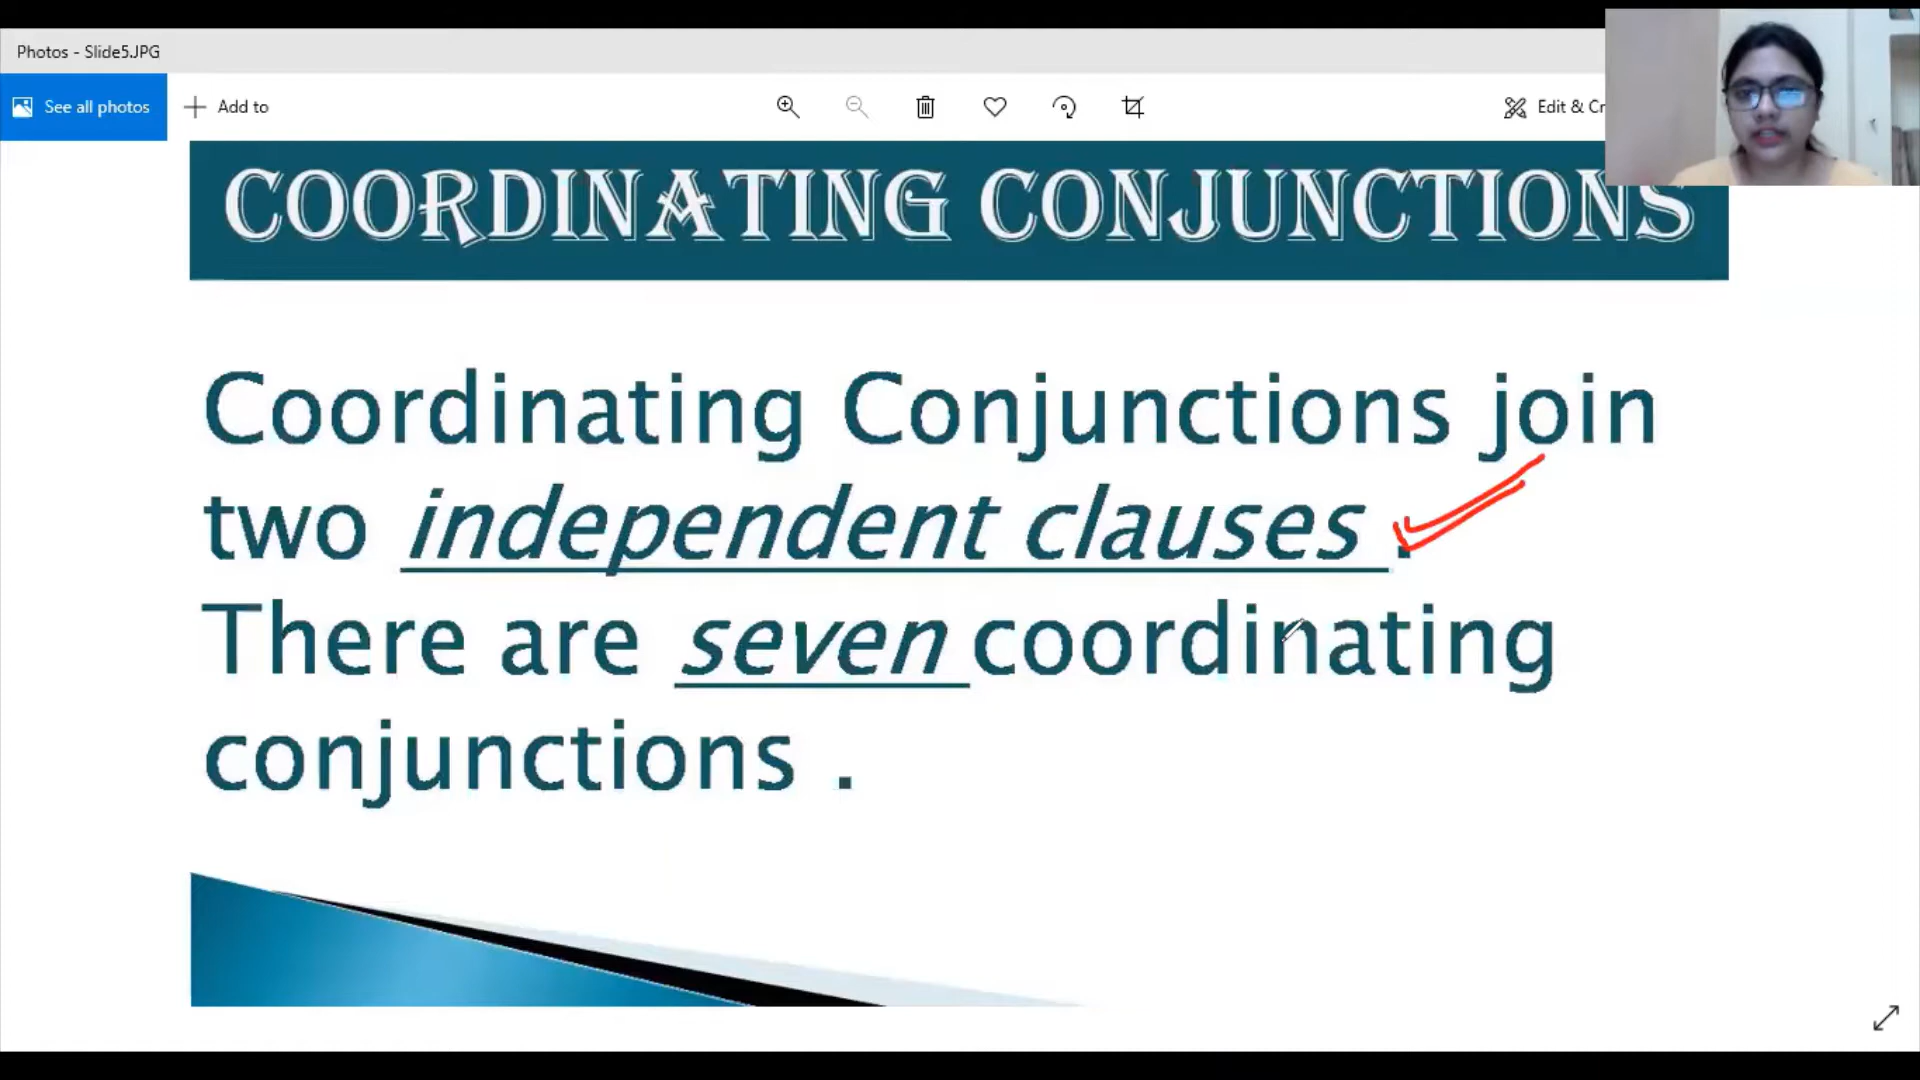 Photos - Slide5.JPG
See all photos
Add to
Edit & Cr
COORDINATING CONJUNCTIONS
Coordinating Conjunctions join
two independent clauses .
There are seven coordinating
conjunctions .